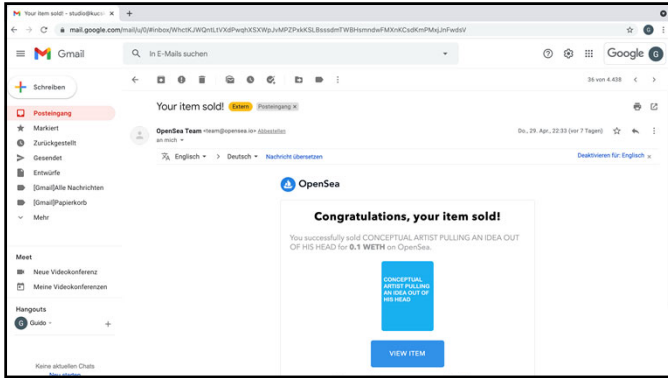 Your item sold! - studio@kucs
mail.google.com/mail/u/0/#inbox/WhctKJWQntLtVXdPwqhXSXWpJvMPZPxkKSLBsssdmTWBHsmndwFMXnKCsdKmPMxjJnFwdsV
Gmail
In E-Mails suchen
Google
G
Schreiben
36 von 4.438
Posteingang
Markiert
Zurückgestellt
Gesendet
Entwürfe
[Gmail]Alle Nachrichten
[Gmail]Papierkorb
Mehr
Meet
Neue Videokonferenz
Meine Videokonferenzen
Hangouts
G Guido
Keine aktuellen Chats
Your item sold! Extern Posteingang x
OpenSea Team <team@opensea.io> Abbestellen
an mich
Do., 29. Apr., 22:33 (vor 7 Tagen)
Englisch > Deutsch Nachricht übersetzen
Deaktivieren für: Englisch x
OpenSea
Congratulations, your item sold!
You successfully sold CONCEPTUAL ARTIST PULLING AN IDEA OUT
OF HIS HEAD for 0.1 WETH on OpenSea.
CONCEPTUAL
ARTIST PULLING
AN IDEA OUT OF
HIS HEAD
VIEW ITEM